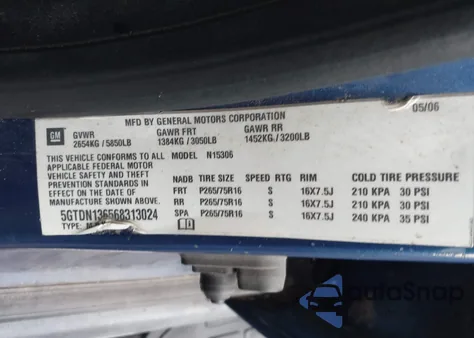 MFD BY GENERAL MOTORS CORPORATION 05/06
GM GVWR GAWR FRT GAWR RR
2654KG / 5850LB 1384KG / 3050LB 1452KG / 3200LB
THIS VEHICLE CONFORMS TO ALL MODEL N15306
APPLICABLE FEDERAL MOTOR
VEHICLE SAFETY AND THEFT
PREVENTION STANDARDS IN
EFFECT ON THE DATE OF
MANUFACTURE SHOWN ABOVE.
5GTDN136568313024
TYPE:
COLD TIRE PRESSURE
NADB TIRE SIZE SPEED RTG RIM
FRT P265/75R16 S 16X7.5J 210 KPA 30 PSI
RR P265/75R16 S 16X7.5J 210 KPA 30 PSI
SPA P265/75R16 S 16X7.5J 240 KPA 35 PSI
AutoSnap